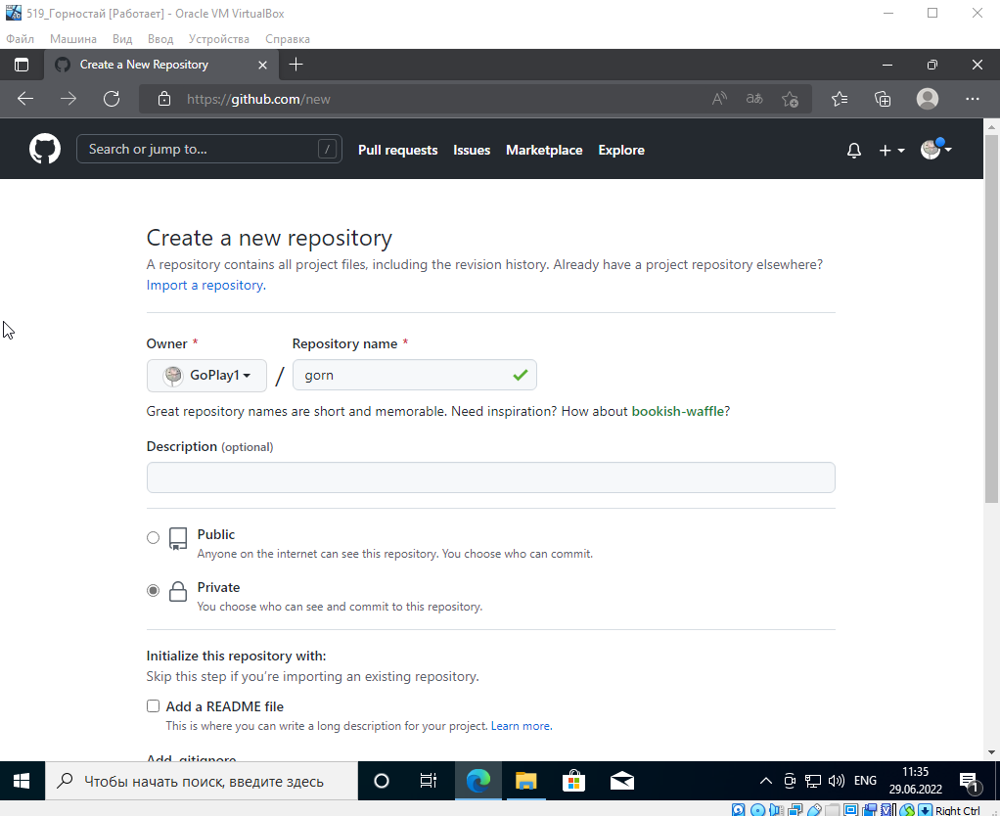 519_Горностай [Работает] - Oracle VM VirtualBox
Файл Машина Вид Ввод Устройства Справка
Create a New Repository
https://github.com/new
Search or jump to... / Pull requests Issues Marketplace Explore
Create a new repository
A repository contains all project files, including the revision history. Already have a project repository elsewhere?
Import a repository.
Owner * Repository name *
GoPlay1 / gorn
Great repository names are short and memorable. Need inspiration? How about bookish-waffle?
Description (optional)
Public
Anyone on the internet can see this repository. You choose who can commit.
Private
You choose who can see and commit to this repository.
Initialize this repository with:
Skip this step if you're importing an existing repository.
Add a README file
This is where you can write a long description for your project. Learn more.
Add .gitignore
Чтобы начать поиск, введите здесь
ENG
11:35
29.06.2022
1
Right Ctrl